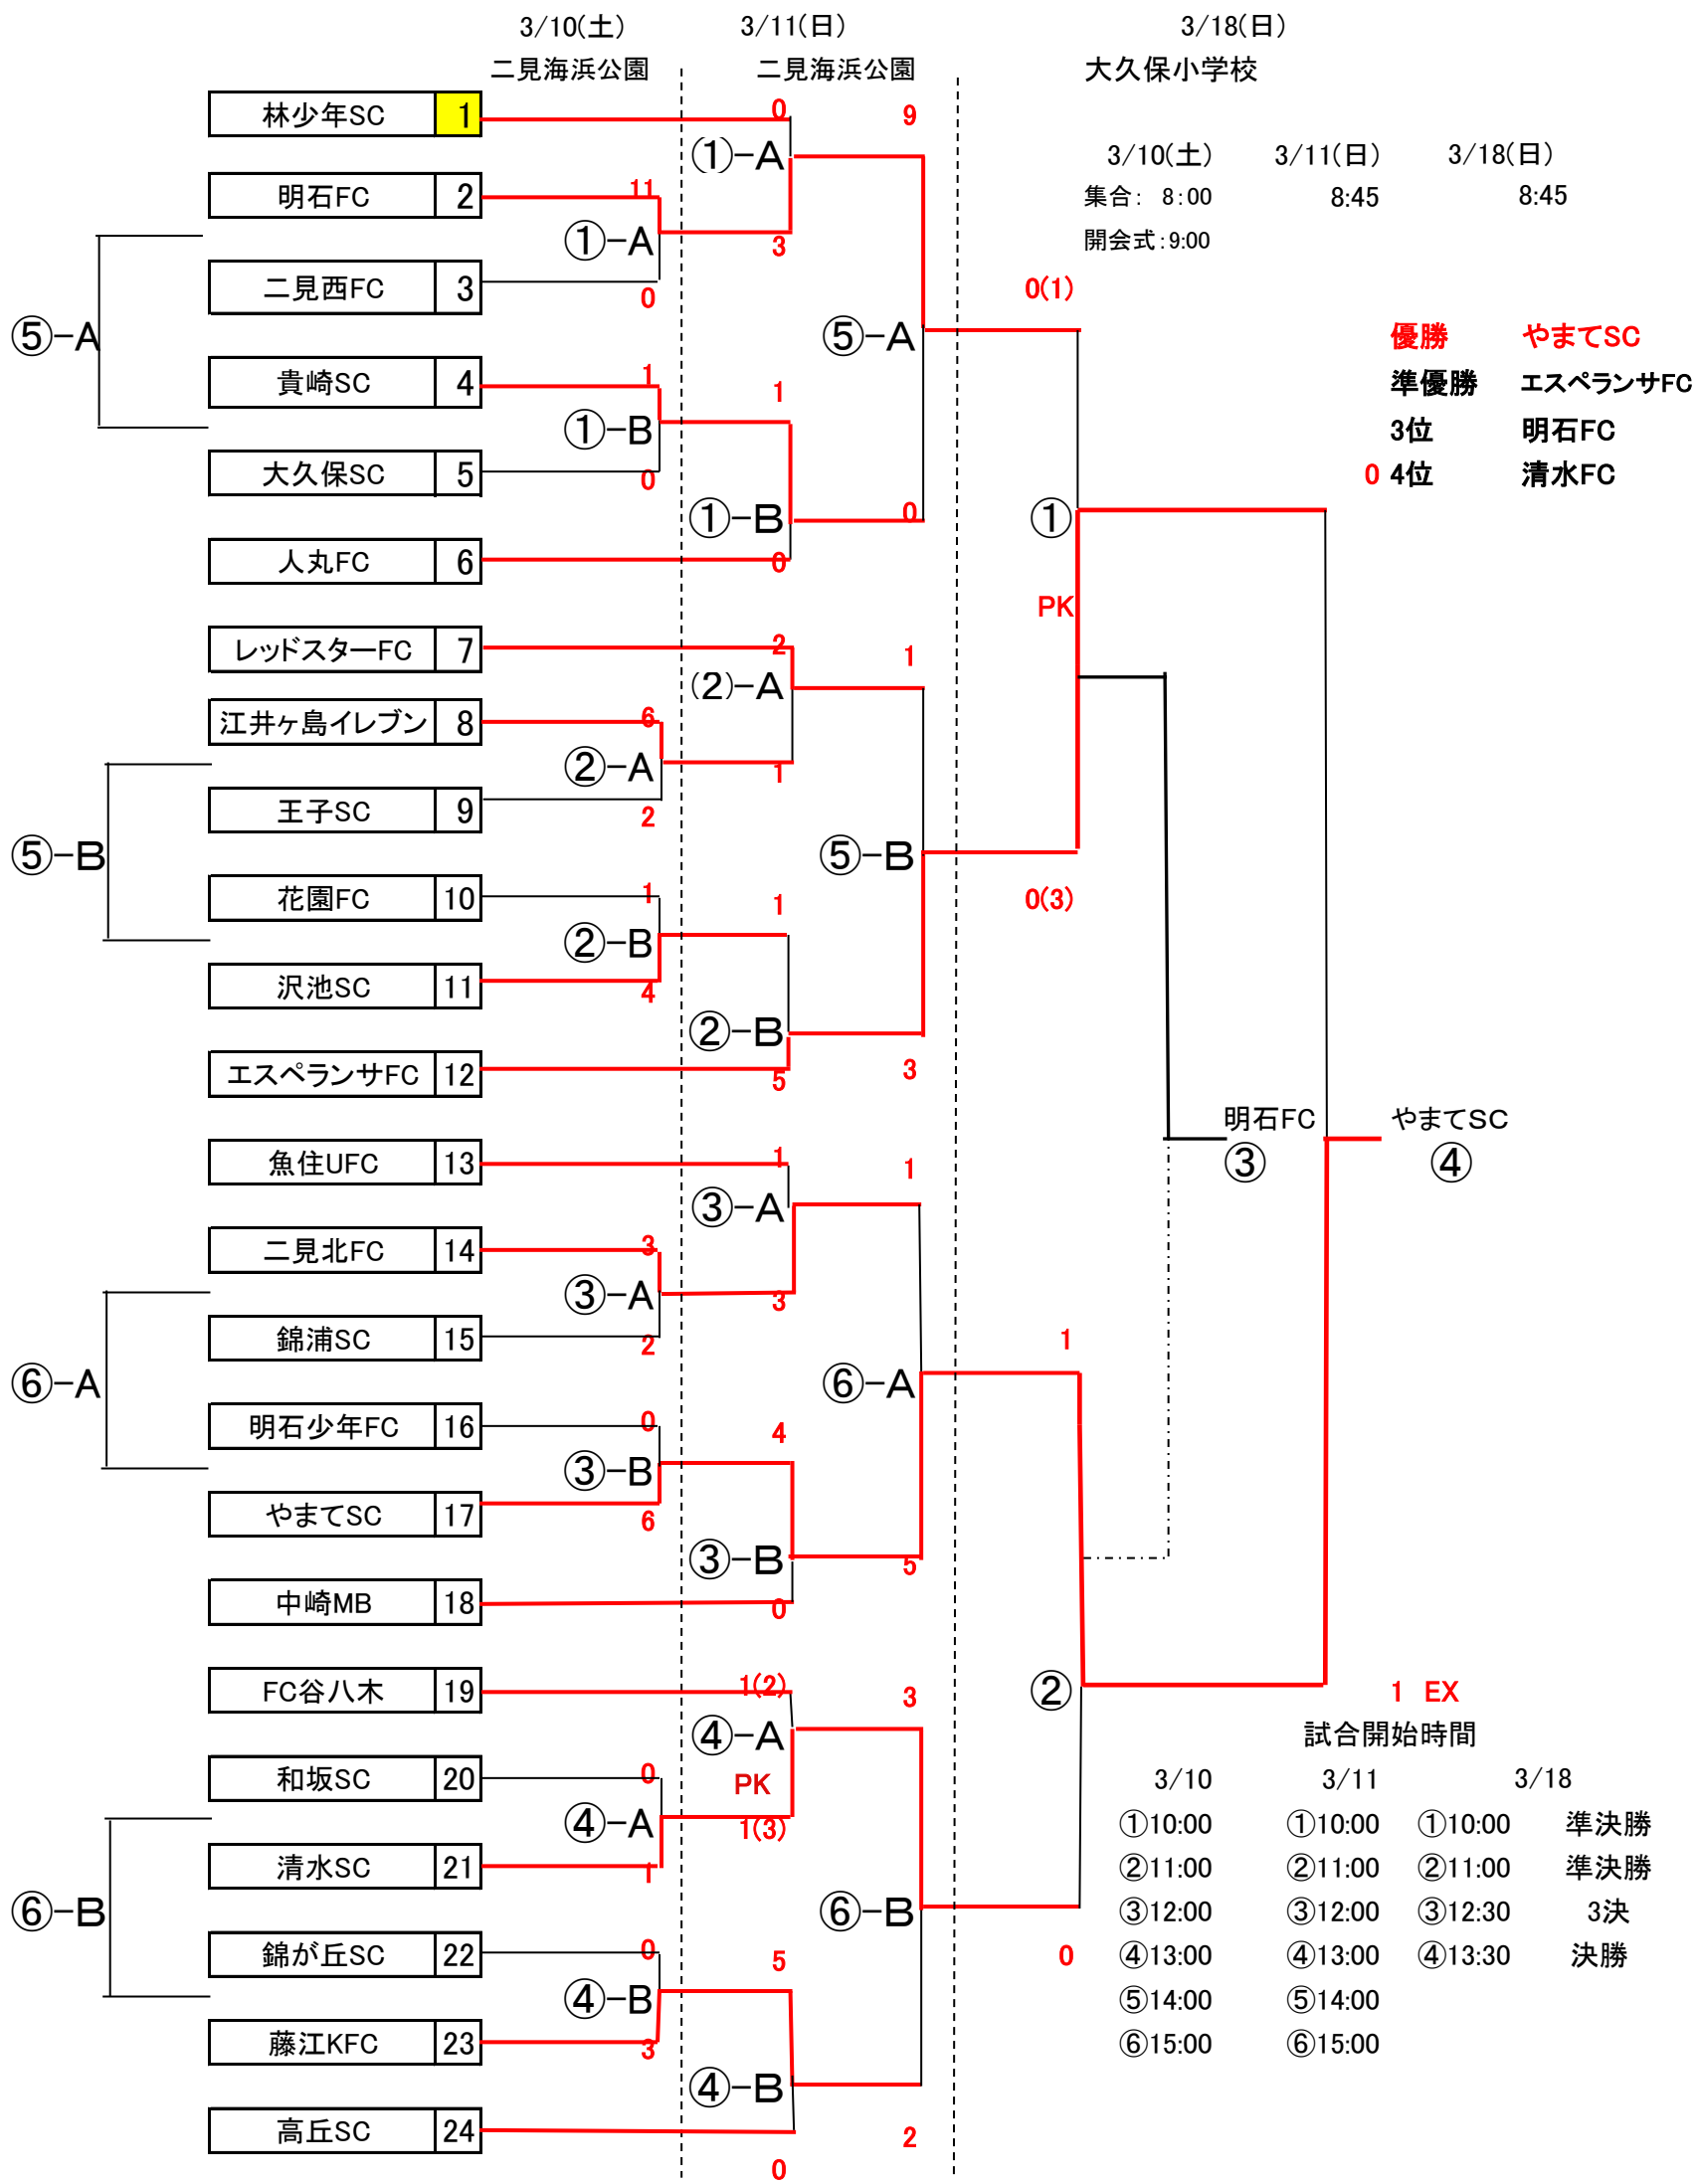 3/10(土) 3/11(日) 3/18(日)
二見海浜公園 二見海浜公園 大久保小学校
林少年SC 1 0 9
①-A 3/10(土) 3/11(日) 3/18(日)
明石FC 2 11 集合: 8:00 8:45 8:45
①-A 3 開会式:9:00
二見西FC 3 0 0(1)
⑤-A ⑤-A 優勝 やまてSC
貴崎SC 4 1 1 準優勝 エスペランサFC
①-B 3位 明石FC
大久保SC 5 0 0 4位 清水FC
①-B 0 ①
人丸FC 6 0
PK
レッドスターFC 7 2 1
(2)-A
江井ヶ島イレブン 8 6
②-A 1
王子SC 9 2
⑤-B ⑤-B
花園FC 10 1 1 0(3)
②-B
沢池SC 11 4
②-B
エスペランサFC 12 5 3
明石FC やまてSC
魚住UFC 13 1 1 ③ ④
③-A
二見北FC 14 3
③-A 3
錦浦SC 15 2 1
⑥-A ⑥-A
明石少年FC 16 0 4
③-B
やまてSC 17 6
③-B 5
中崎MB 18 0
FC谷八木 19 1(2) 3 ② 1 EX
④-A 試合開始時間
和坂SC 20 0 PK 3/10 3/11 3/18
④-A 1(3) ①10:00 ①10:00 ①10:00 準決勝
清水SC 21 1 ②11:00 ②11:00 ②11:00 準決勝
⑥-B ⑥-B ③12:00 ③12:00 ③12:30 3決
錦が丘SC 22 0 5 0 ④13:00 ④13:00 ④13:30 決勝
④-B ⑤14:00 ⑤14:00
藤江KFC 23 3 ⑥15:00 ⑥15:00
④-B
高丘SC 24 2
0